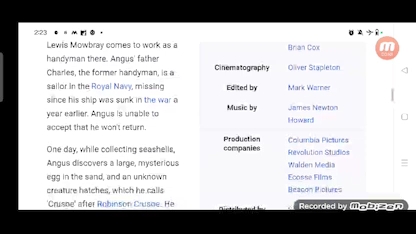 2:23
Lewis Mowbray comes to work as a
handyman there. Angus' father
Charles, the former handyman, is a
sailor in the Royal Navy, missing
since his ship was sunk in the war a
year earlier. Angus is unable to
accept that he won't return.
One day, while collecting seashells,
Angus discovers a large, mysterious
egg, and an unknown
creature hatches, which he calls
'Crusoe' after Robinson Crusoe. He
Brian Cox
Cinematography Oliver Stapleton
Edited by Mark Warner
Music by James Newton
Howard
Production Columbia Pictures
companies Revolution Studios
Walden Media
Ecosse Films
Beacon Pictures
Distributed by
Recorded by Mobizen